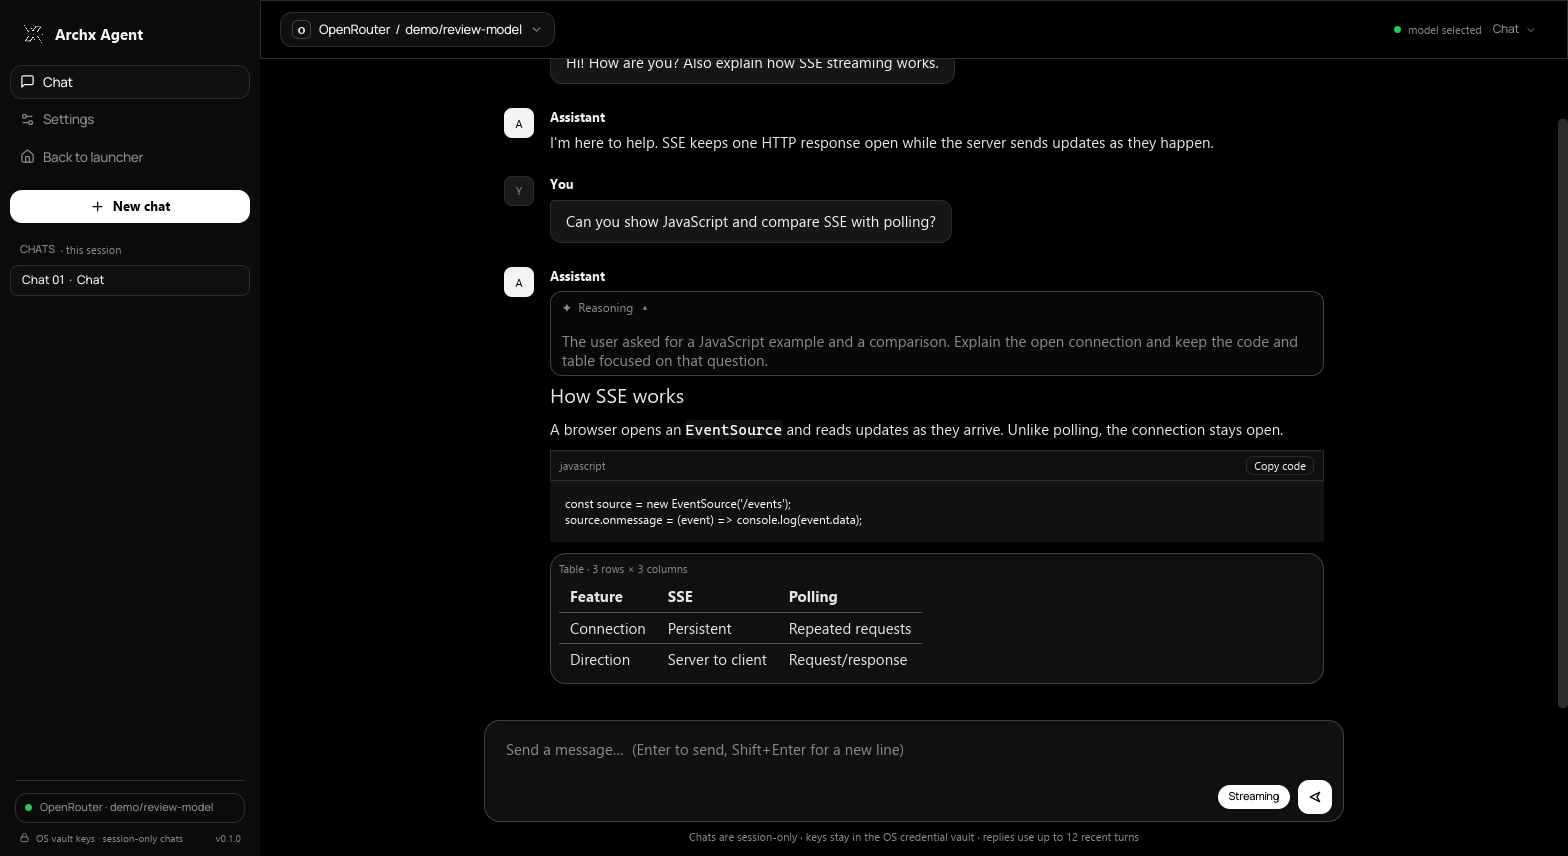 Archx Agent
Chat
Settings
Back to launcher
+ New chat
CHATS · this session
Chat 01 · Chat
OpenRouter · demo/review-model
OS vault keys · session-only chats v0.1.0
O OpenRouter / demo/review-model
model selected Chat
Hi! How are you? Also explain how SSE streaming works.
A Assistant
I'm here to help. SSE keeps one HTTP response open while the server sends updates as they happen.
Y You
Can you show JavaScript and compare SSE with polling?
A Assistant
Reasoning
The user asked for a JavaScript example and a comparison. Explain the open connection and keep the code and
table focused on that question.
How SSE works
A browser opens an EventSource and reads updates as they arrive. Unlike polling, the connection stays open.
javascript Copy code
const source = new EventSource('/events');
source.onmessage = (event) => console.log(event.data);
Table · 3 rows × 3 columns
Feature SSE Polling
Connection Persistent Repeated requests
Direction Server to client Request/response
Send a message... (Enter to send, Shift+Enter for a new line)
Streaming
Chats are session-only · keys stay in the OS credential vault · replies use up to 12 recent turns